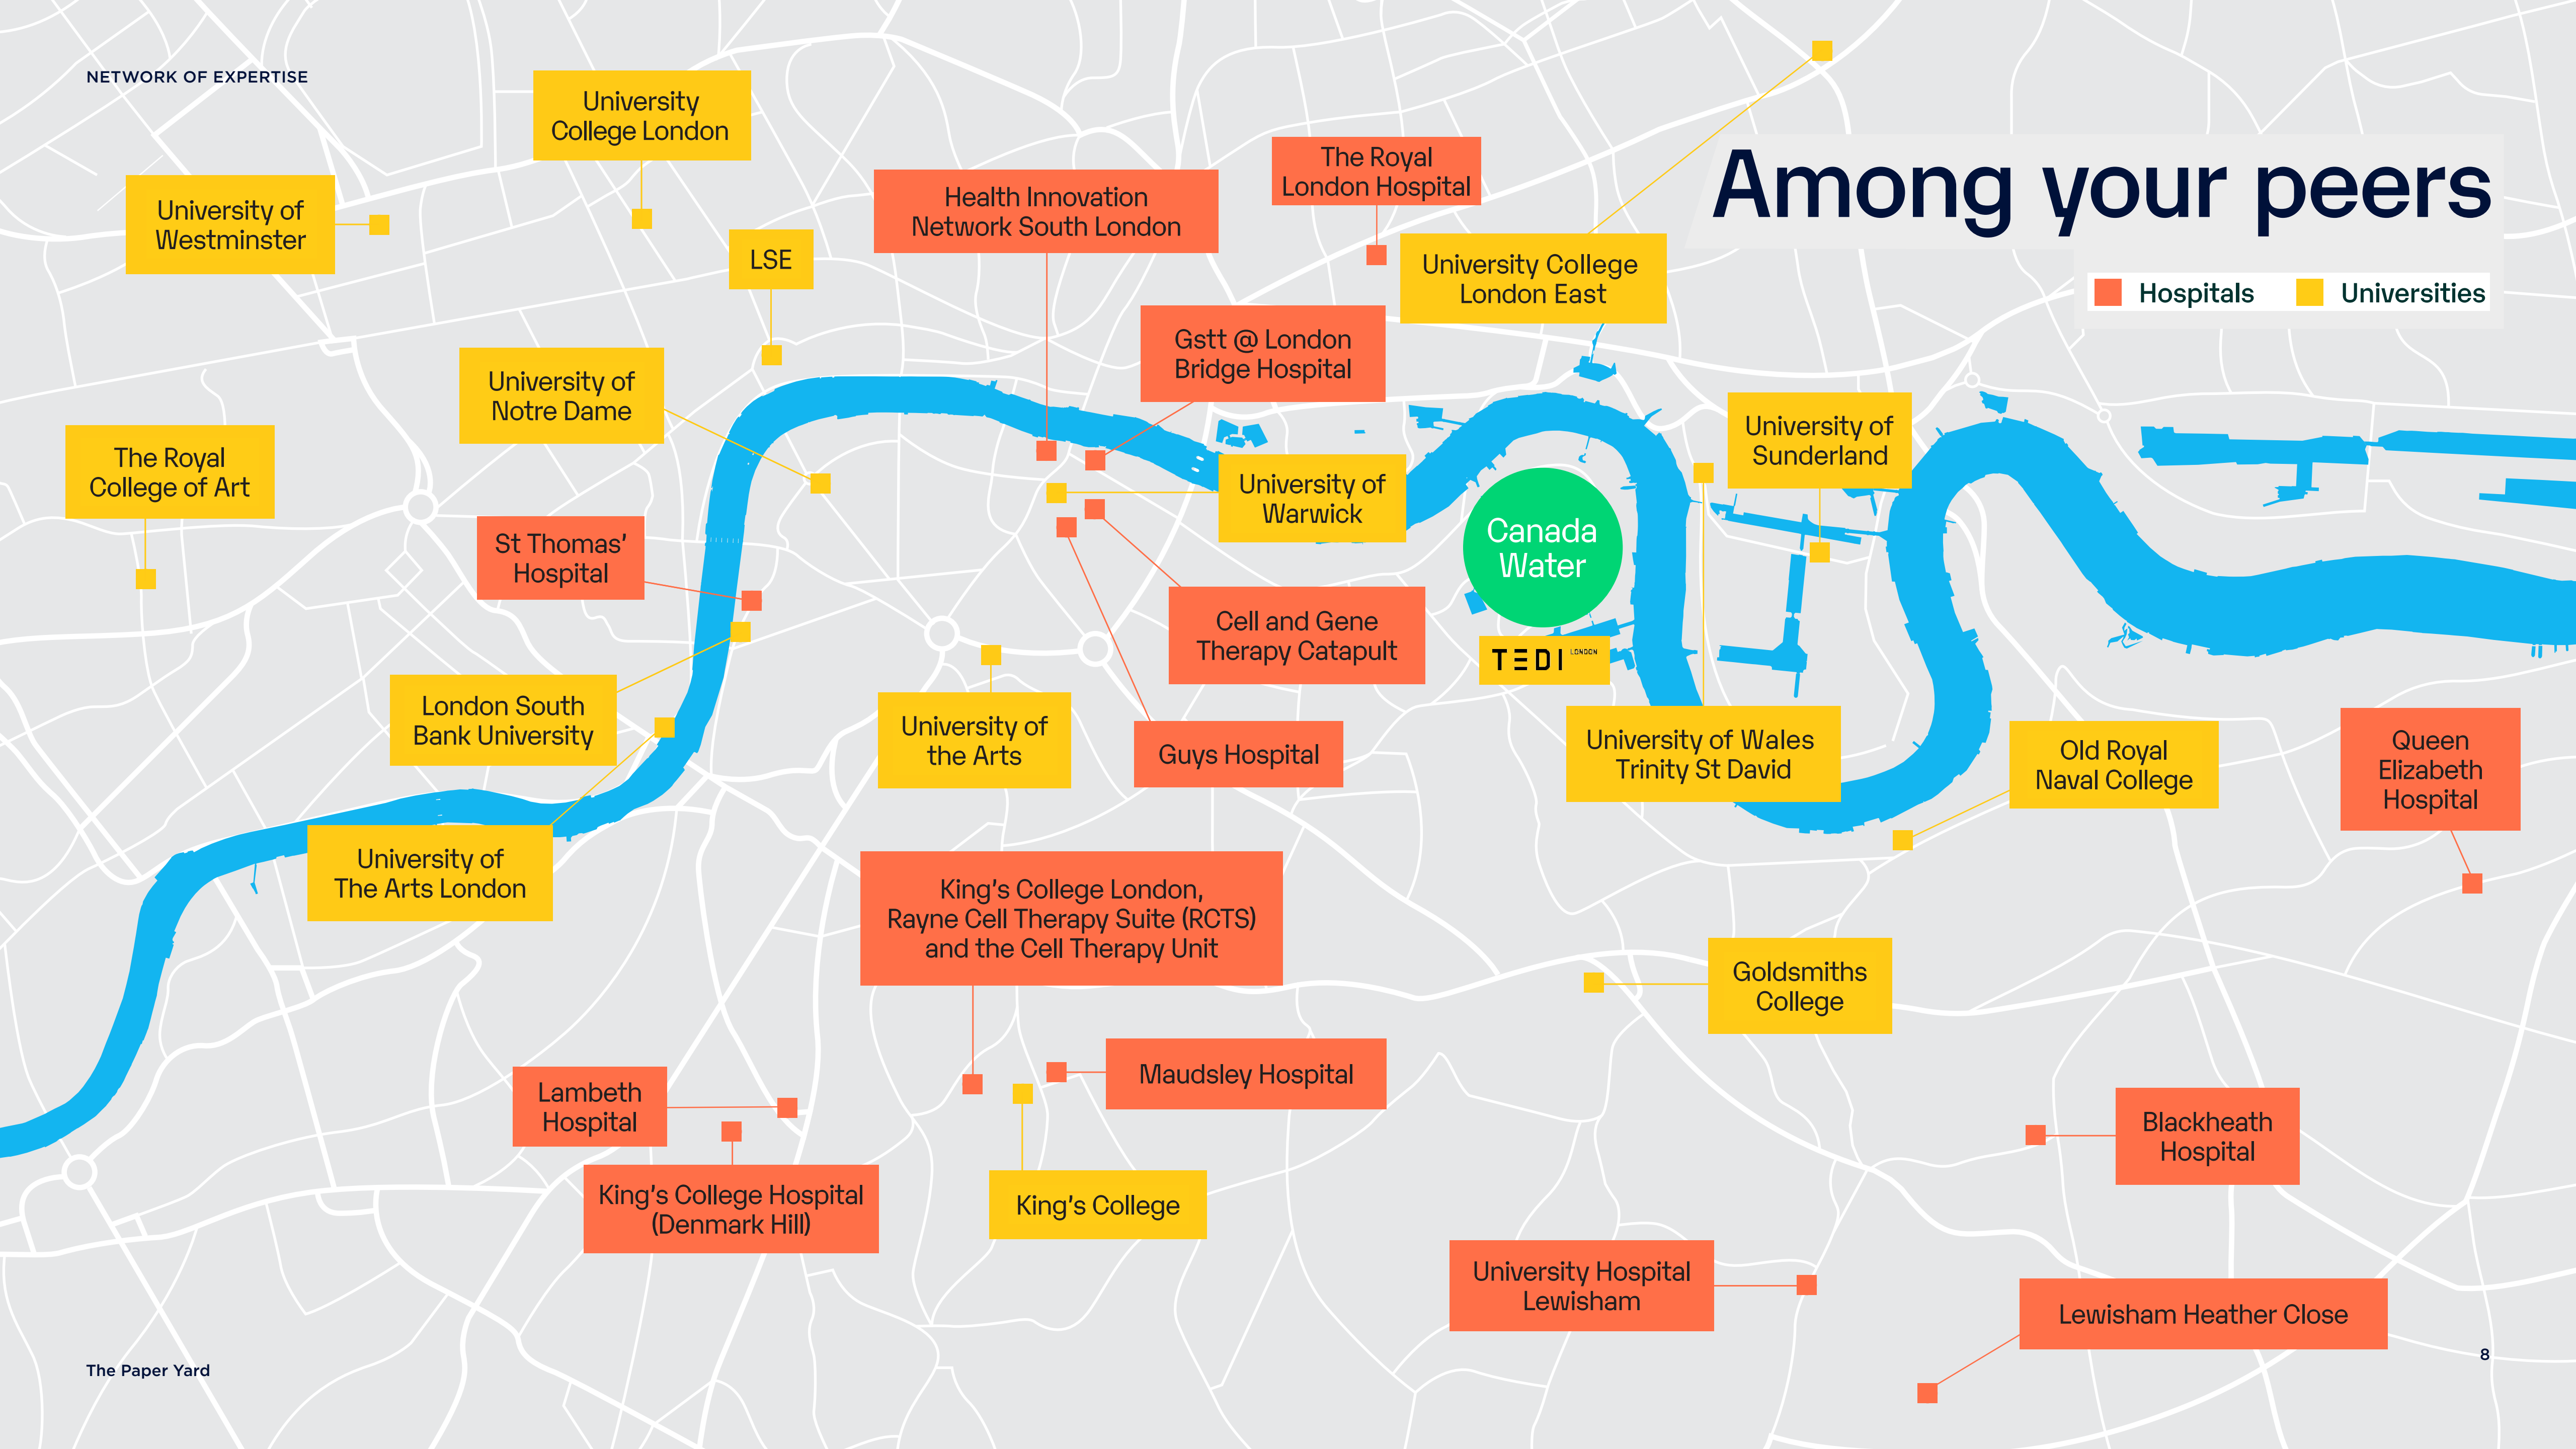 NETWORK OF EXPERTISE
Among your peers
Hospitals
Universities
University
College London
University of
Westminster
Health Innovation
Network South London
The Royal
London Hospital
LSE
University College
London East
Gstt @ London
Bridge Hospital
University of
Notre Dame
University of
Sunderland
The Royal
College of Art
University of
Warwick
St Thomas’
Hospital
Canada
Water
Cell and Gene
Therapy Catapult
TEDI LONDON
London South
Bank University
University of
the Arts
Guys Hospital
University of Wales
Trinity St David
Old Royal
Naval College
Queen
Elizabeth
Hospital
University of
The Arts London
King’s College London,
Rayne Cell Therapy Suite (RCTS)
and the Cell Therapy Unit
Goldsmiths
College
Maudsley Hospital
Lambeth
Hospital
Blackheath
Hospital
King’s College Hospital
(Denmark Hill)
King’s College
University Hospital
Lewisham
Lewisham Heather Close
The Paper Yard
8